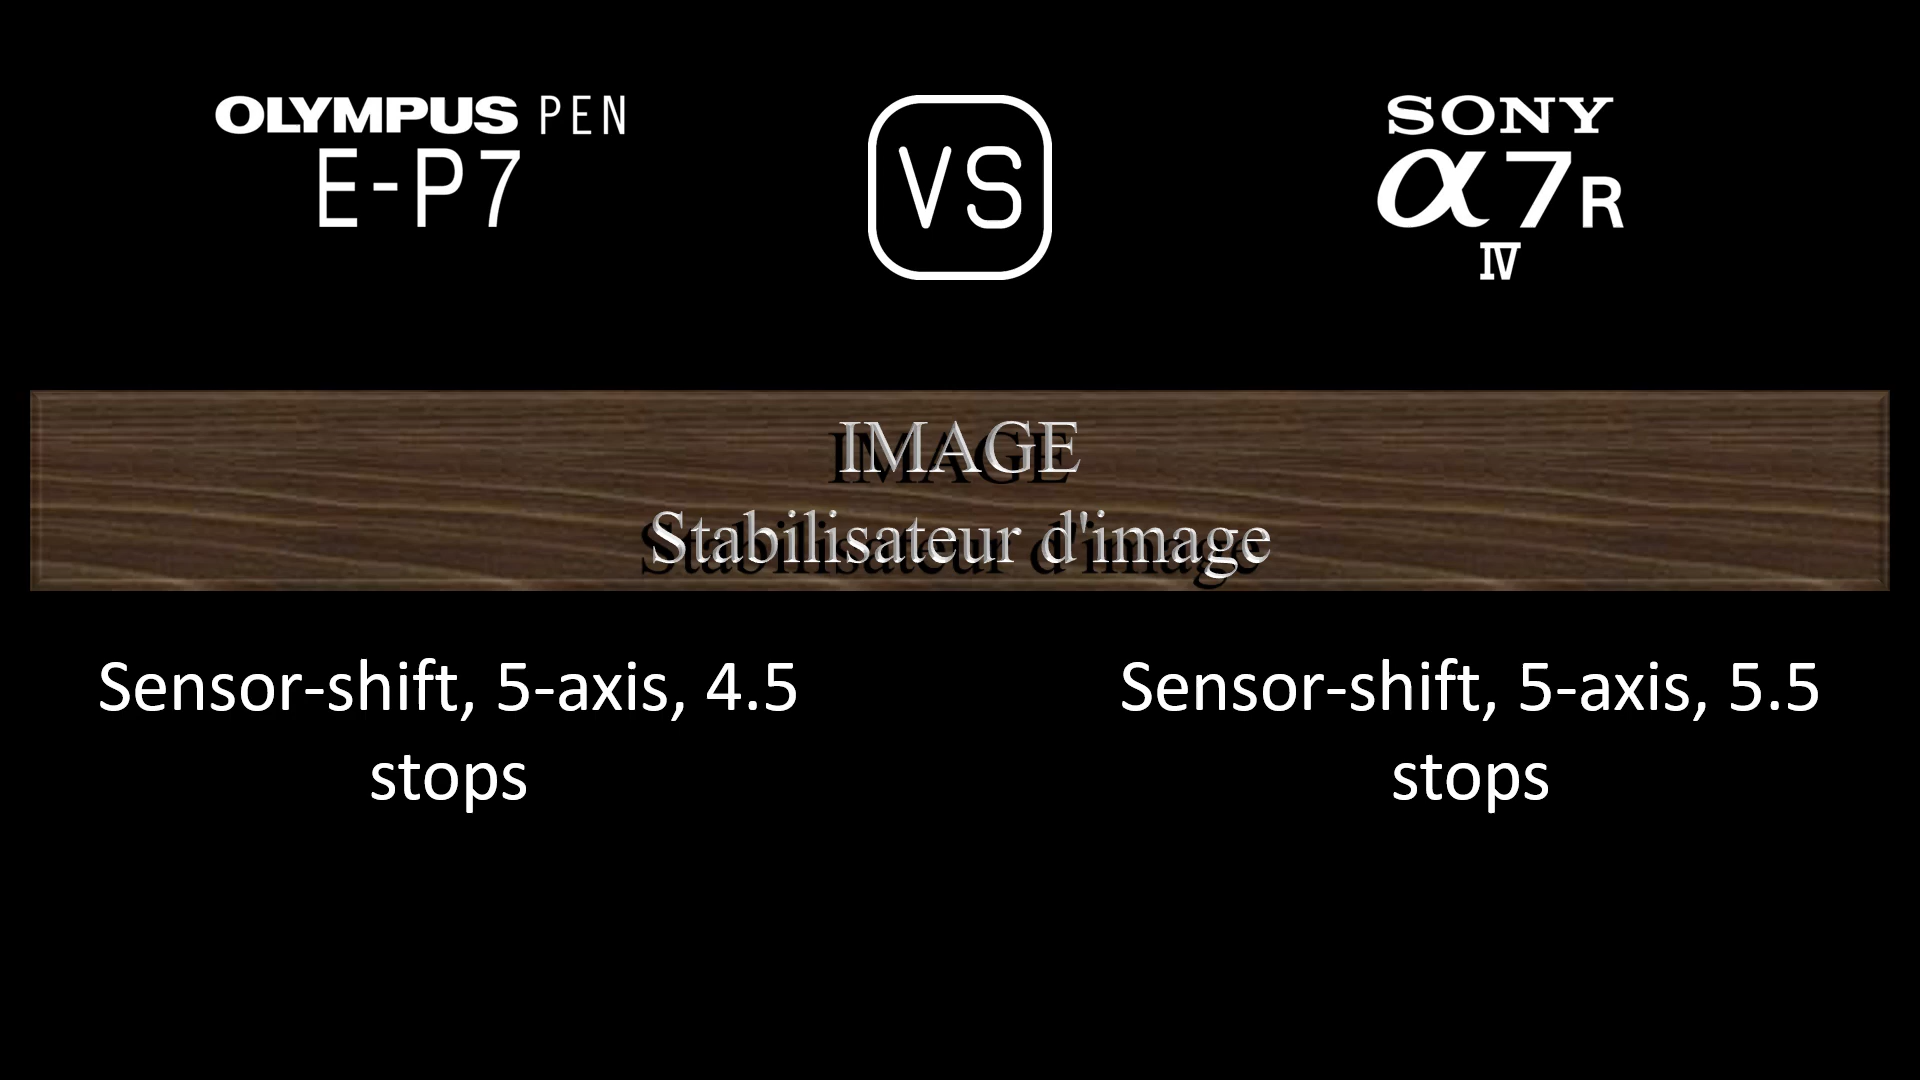 OLYMPUS PEN
E-P7
VS
SONY
α7R
IV
IMAGE
Stabilisateur d'image
Sensor-shift, 5-axis, 4.5
stops
Sensor-shift, 5-axis, 5.5
stops